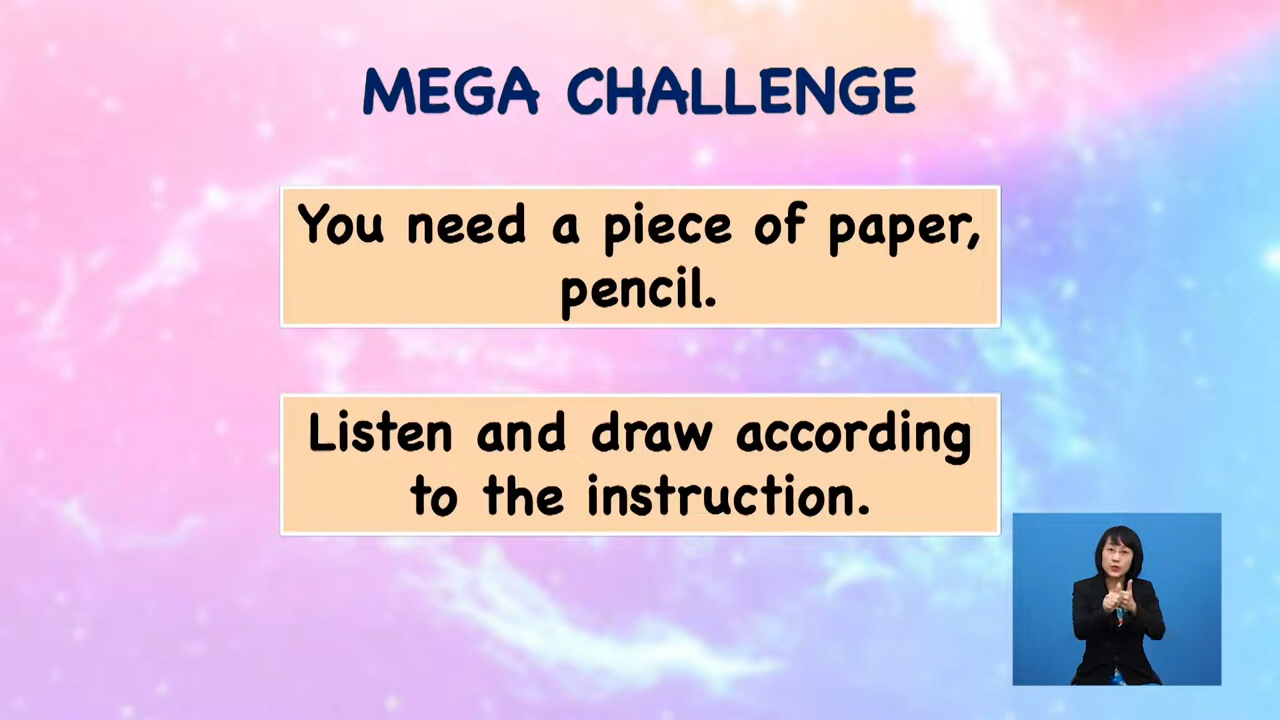 MEGA CHALLENGE
You need a piece of paper,
pencil.
Listen and draw according
to the instruction.